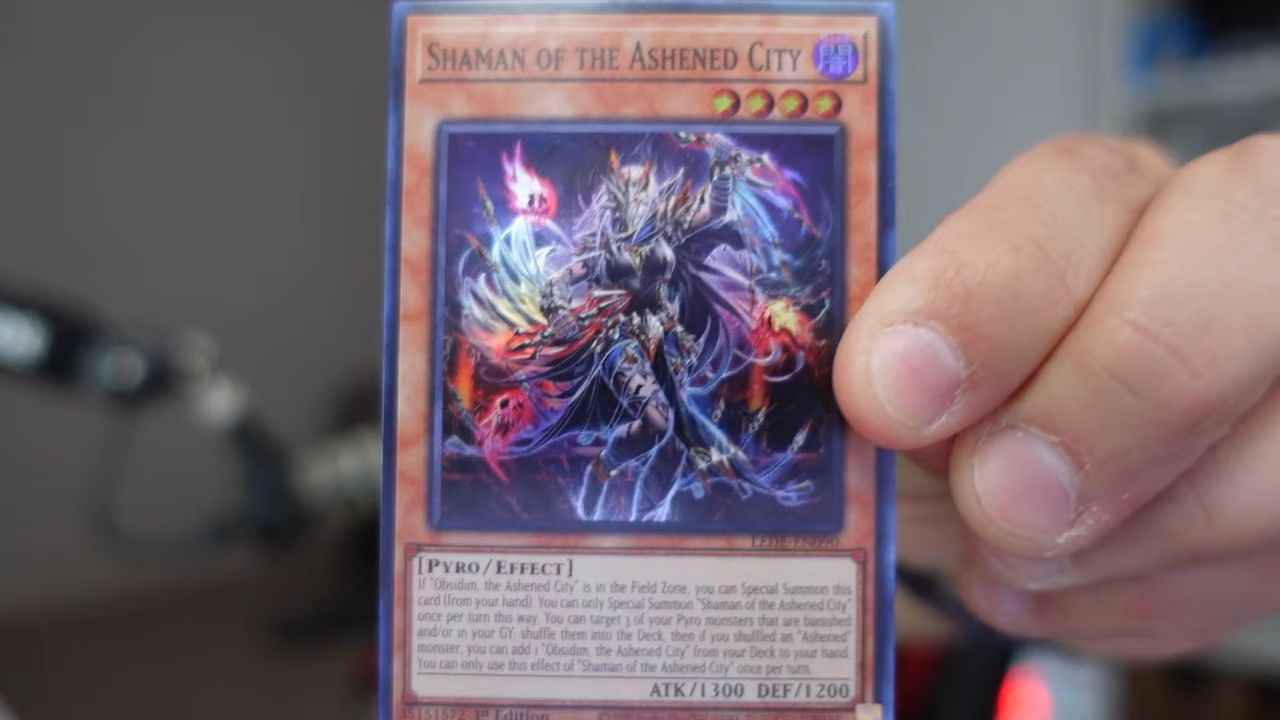 SHAMAN OF THE ASHENED CITY
闇
LEDE-EN090
[PYRO/EFFECT]
If "Obsidim, the Ashened City" is in the Field Zone, you can Special Summon this
card (from your hand). You can only Special Summon "Shaman of the Ashened City"
once per turn this way. You can target 3 of your Pyro monsters that are banished
and/or in your GY; shuffle them into the Deck, then if you shuffled an "Ashened"
monster, you can add 1 "Obsidim, the Ashened City" from your Deck to your hand.
You can only use this effect of "Shaman of the Ashened City" once per turn.
ATK/1300 DEF/1200
1st Edition